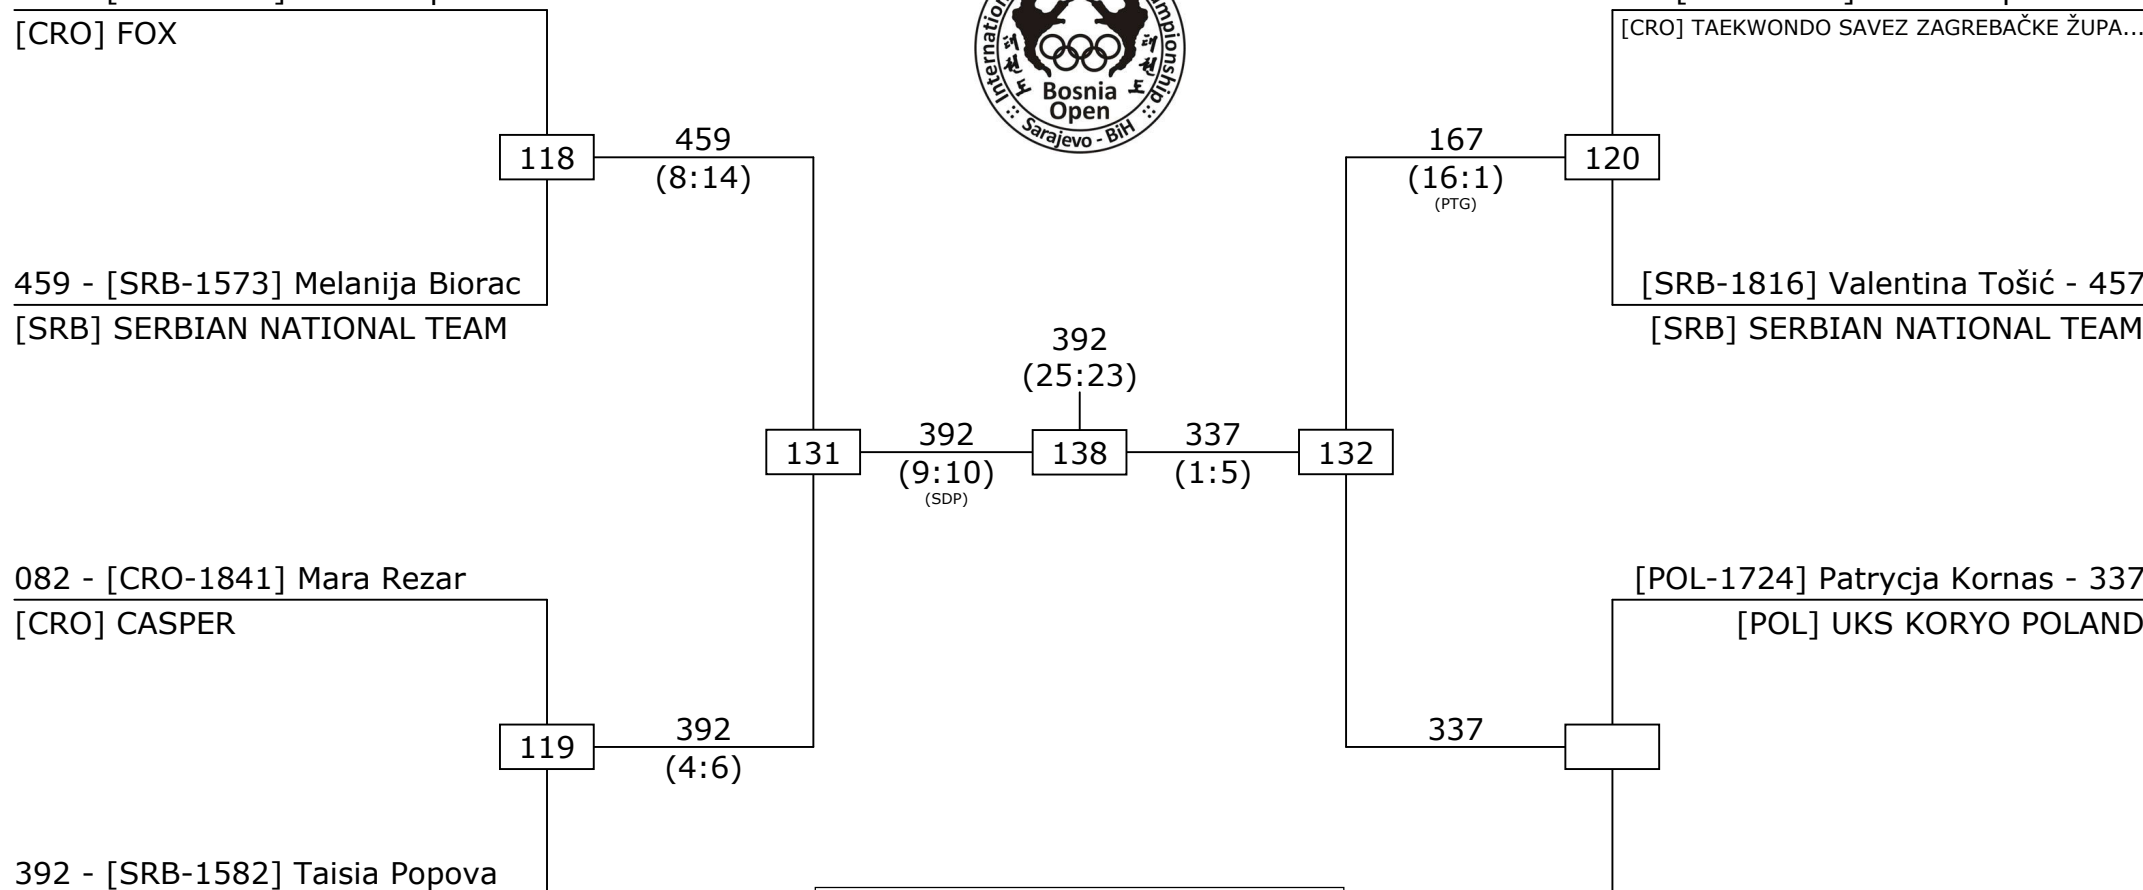 [CRO] FOX
118
459
(8:14)
459 - [SRB-1573] Melanija Biorac
[SRB] SERBIAN NATIONAL TEAM
Bosnia
Open
Sarajevo - BiH
[CRO] TAEKWONDO SAVEZ ZAGREBAČKE ŽUPA...
167
(16:1)
(PTG)
120
[SRB-1816] Valentina Tošić - 457
[SRB] SERBIAN NATIONAL TEAM
392
(25:23)
131
392
(9:10)
(SDP)
138
337
(1:5)
132
082 - [CRO-1841] Mara Rezar
[CRO] CASPER
119
392
(4:6)
392 - [SRB-1582] Taisia Popova
[POL-1724] Patrycja Kornas - 337
[POL] UKS KORYO POLAND
337